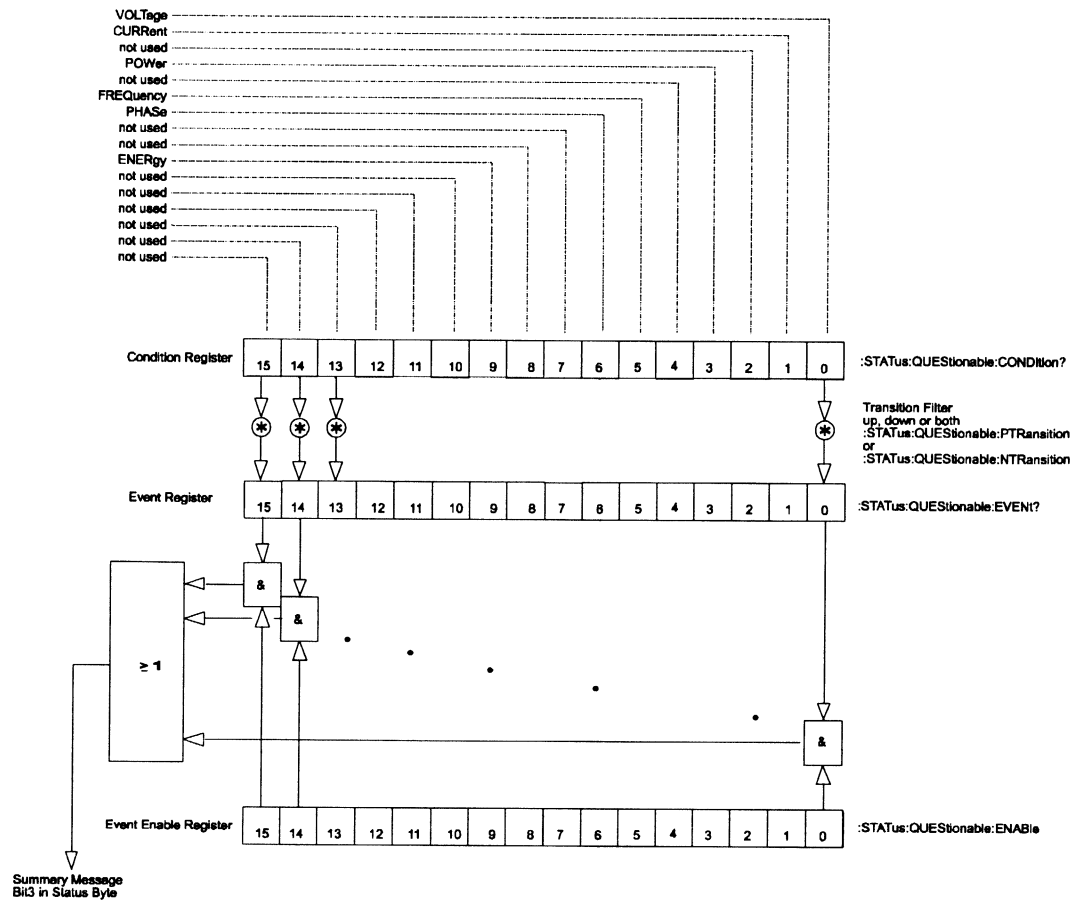 VOLTage
CURRent
not used
POWer
not used
FREQuency
PHASe
not used
not used
ENERgy
not used
not used
not used
not used
not used
not used
Condition Register
15 14 13 12 11 10 9 8 7 6 5 4 3 2 1 0
:STATus:QUEStionable:CONDItion?
Transition Filter
up, down or both
:STATus:QUEStionable:PTRansition
or
:STATus:QUEStionable:NTRansition
* * * *
Event Register
15 14 13 12 11 10 9 8 7 6 5 4 3 2 1 0
:STATus:QUEStionable:EVENt?
&
&
≥ 1
&
Event Enable Register
15 14 13 12 11 10 9 8 7 6 5 4 3 2 1 0
:STATus:QUEStionable:ENABle
Summary Message
Bit3 in Status Byte